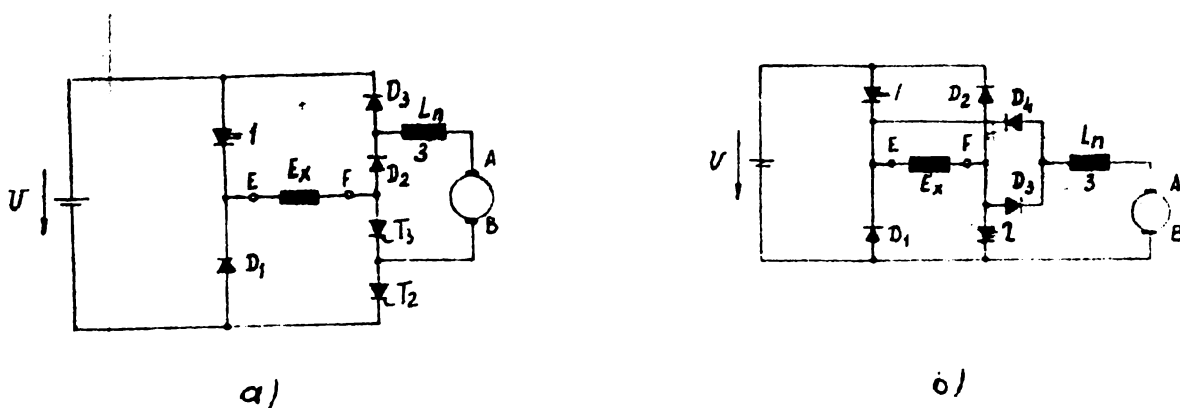 D₃
Lₙ
1
3
A
D₂
U
E
Eₓ
F
B
T₃
D₁
T₂
a)
1
D₂
D₄
Lₙ
U
E
F
Eₓ
D₃
3
A
D₁
2
B